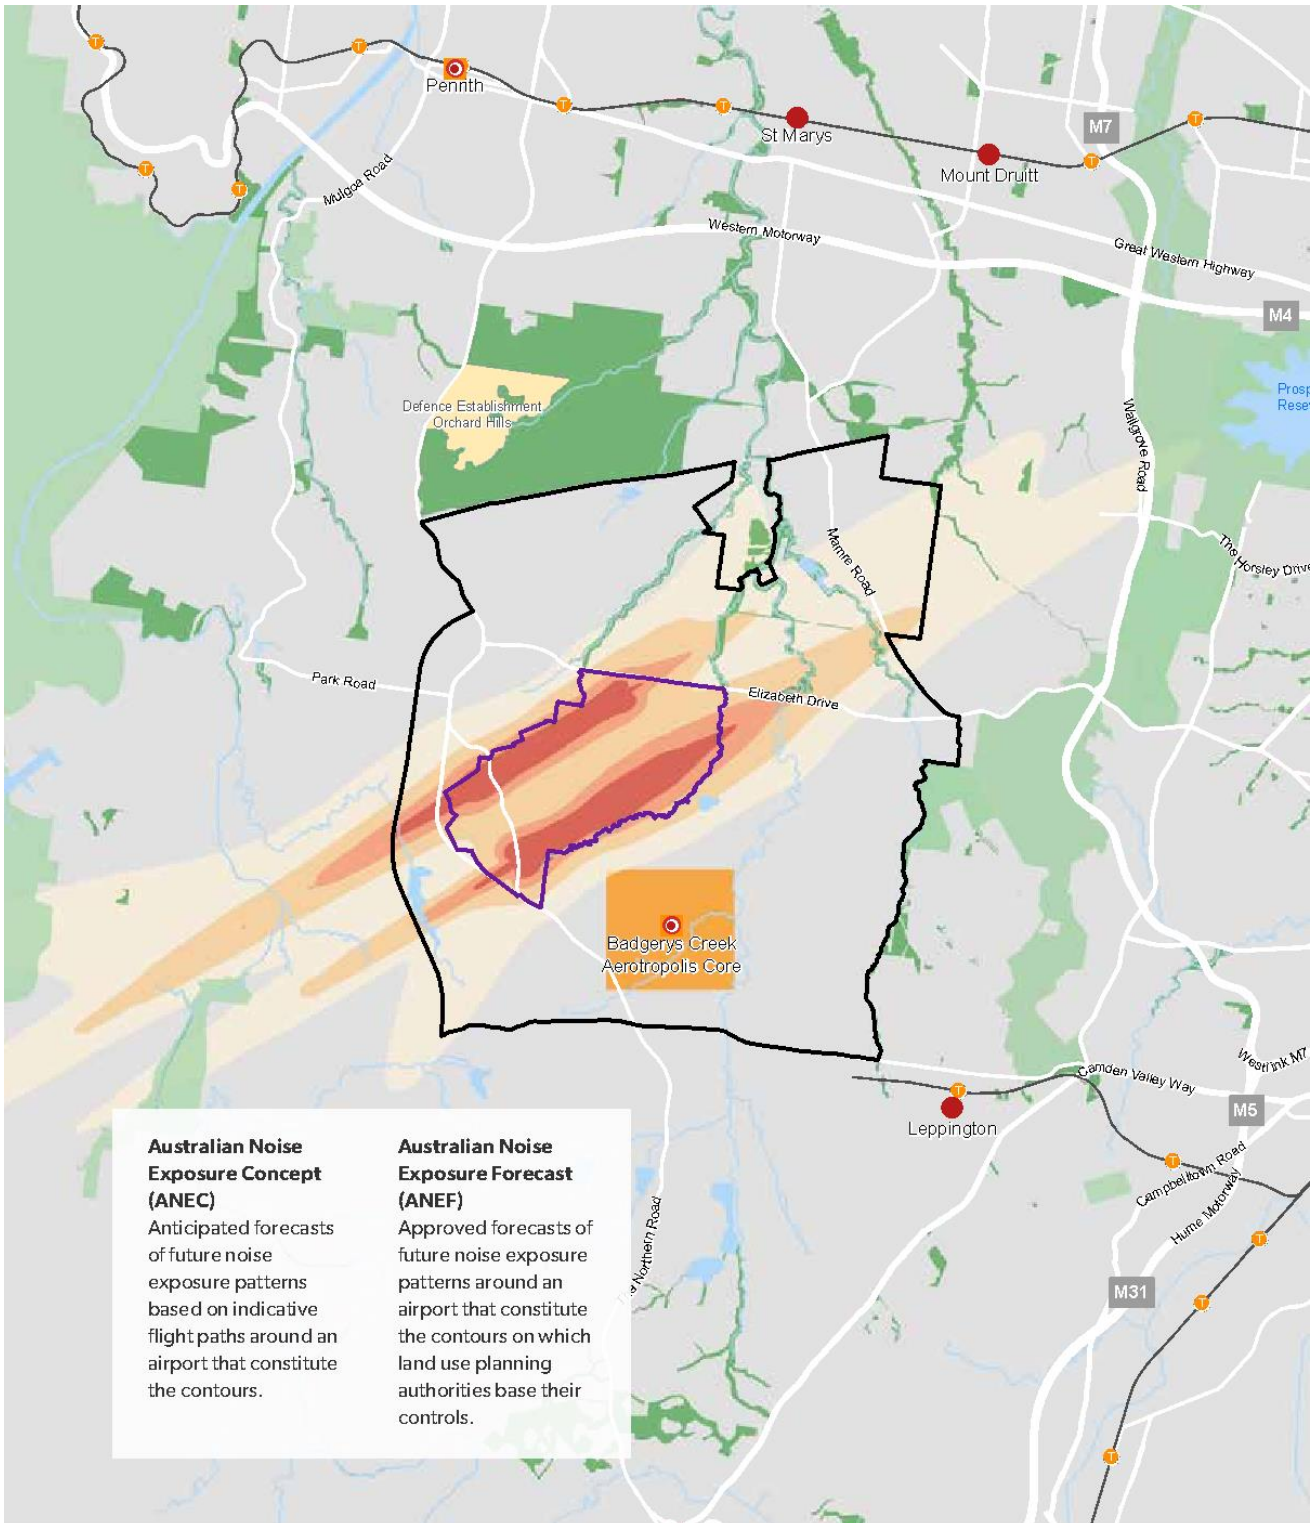 T
T
Penrith
T
T
St Marys
M7
T
T
Mount Druitt
T
T
Mulgoa Road
Western Motorway
Great Western Highway
M4
Defence Establishment
Orchard Hills
Prosp
Rese
Wallgrove Road
Mamre Road
The Horsley Drive
Park Road
Elizabeth Drive
Badgerys Creek
Aerotropolis Core
Westlink M7
Camden Valley Way
T
Leppington
M5
T
Campbelltown Road
Hume Motorway
T
M31
T
T
Northern Road
Australian Noise
Exposure Concept
(ANEC)
Anticipated forecasts
of future noise
exposure patterns
based on indicative
flight paths around an
airport that constitute
the contours.
Australian Noise
Exposure Forecast
(ANEF)
Approved forecasts of
future noise exposure
patterns around an
airport that constitute
the contours on which
land use planning
authorities base their
controls.